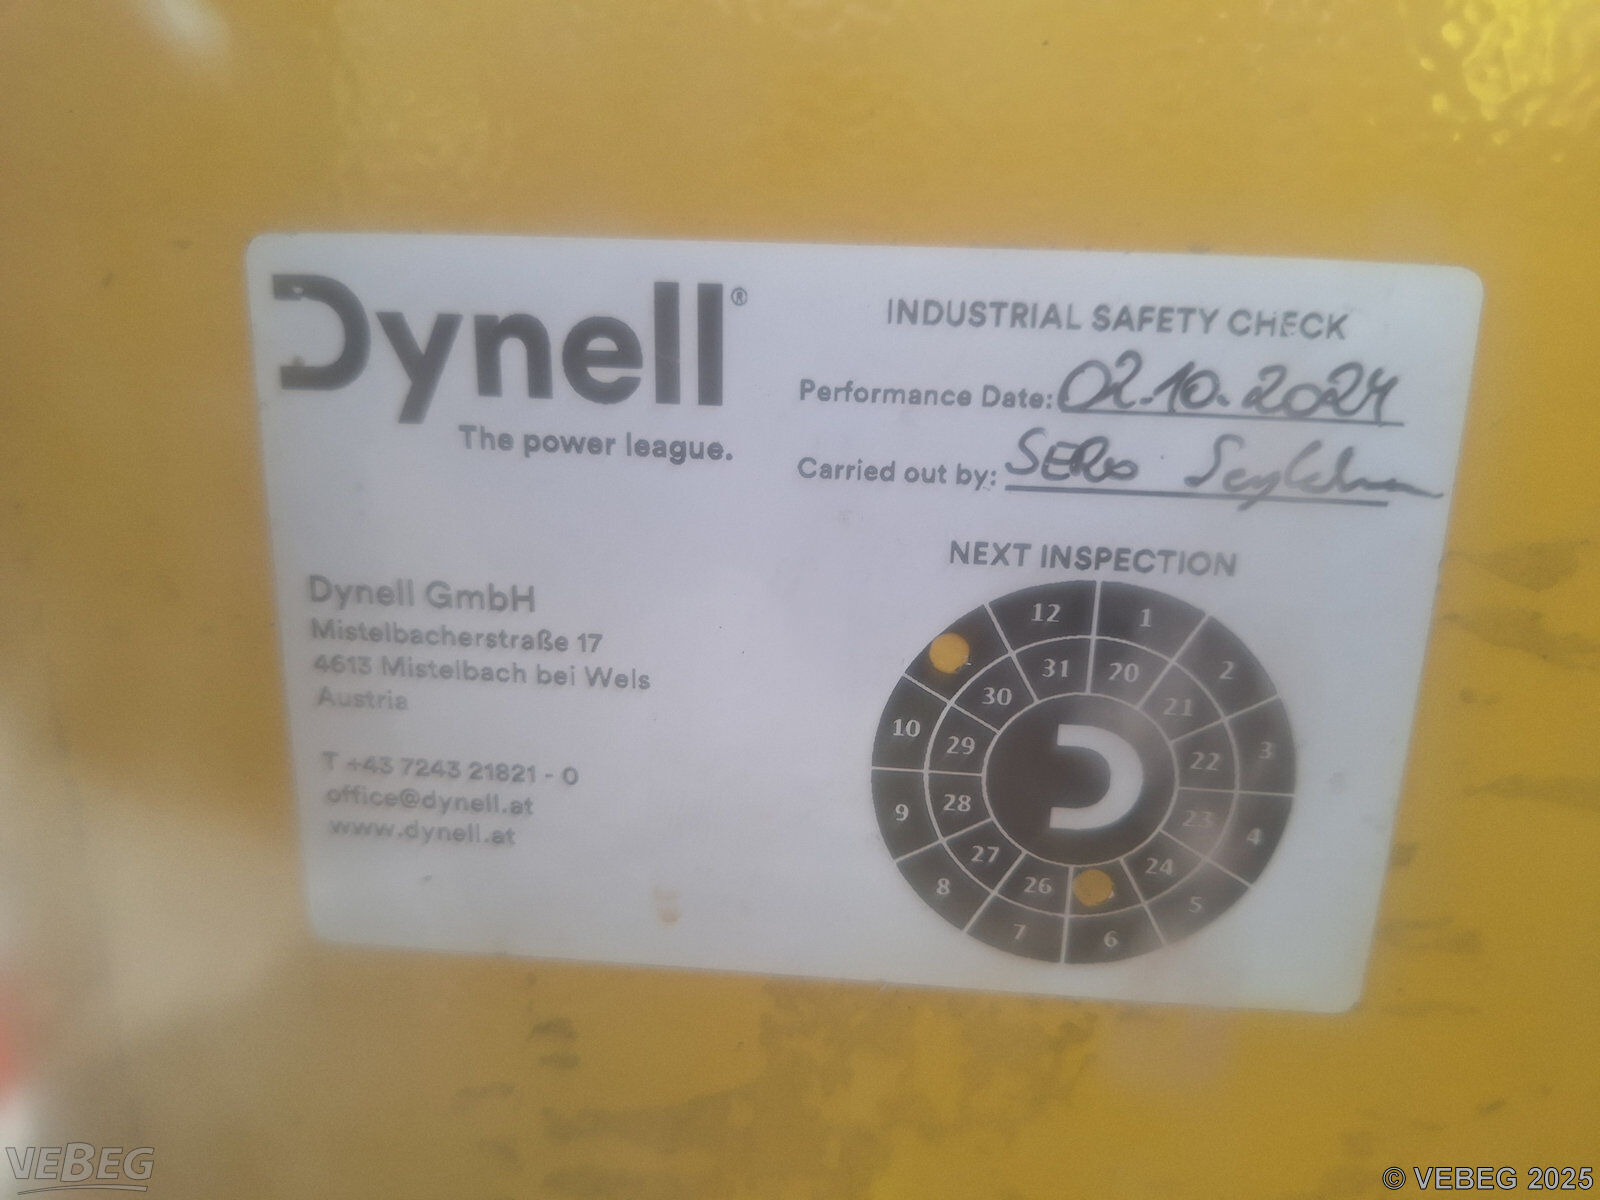 Dynell®
The power league.
INDUSTRIAL SAFETY CHECK
Performance Date: 02.10.2024
Carried out by:
Dynell GmbH
Mistelbacherstraße 17
4613 Mistelbach bei Wels
Austria
T +43 7243 21821 - 0
office@dynell.at
www.dynell.at
NEXT INSPECTION
12 1 2 3 4 5 6 7 8 9 10
31 20 21 22 23 24 26 27 28 29 30
VEBEG
© VEBEG 2025